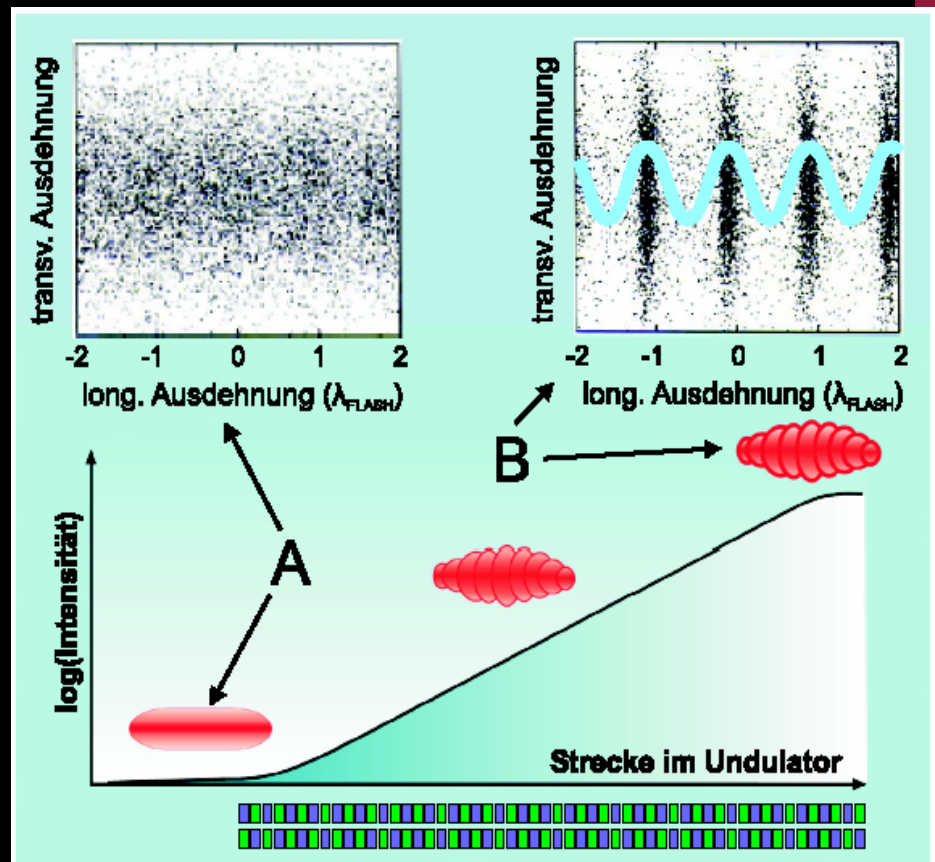 transv. Ausdehnung
-2 -1 0 1 2
long. Ausdehnung (λFLASH)
transv. Ausdehnung
-2 -1 0 1 2
long. Ausdehnung (λFLASH)
A
B
log(Intensität)
Strecke im Undulator